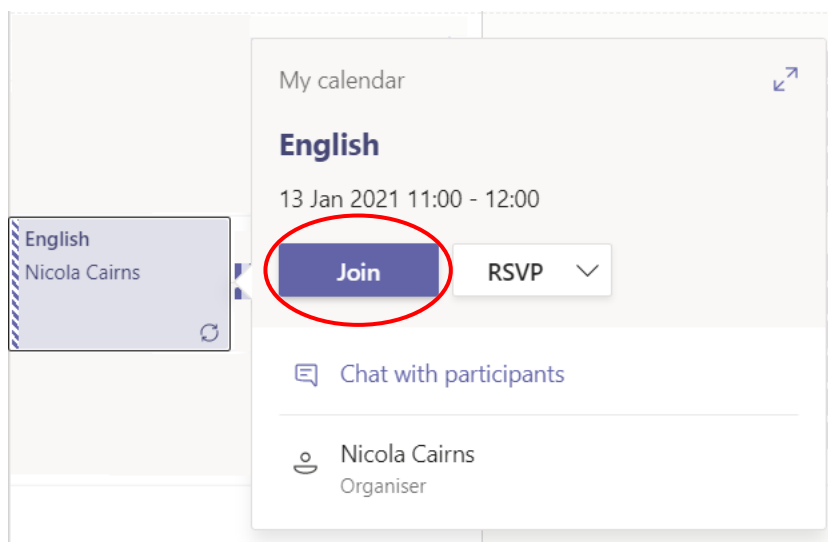 My calendar
English
13 Jan 2021 11:00 - 12:00
English
Nicola Cairns
Join
RSVP
Chat with participants
Nicola Cairns
Organiser